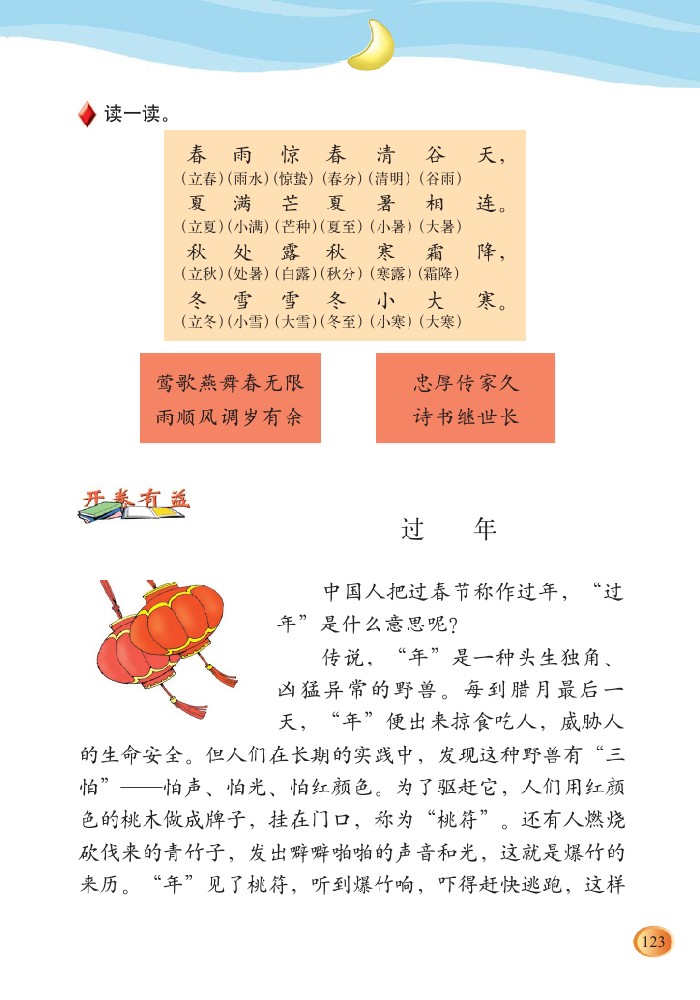 读一读。
春 雨 惊 春 清 谷 天，
(立春)(雨水)(惊蛰)(春分)(清明)(谷雨)
夏 满 芒 夏 暑 相 连。
(立夏)(小满)(芒种)(夏至)(小暑)(大暑)
秋 处 露 秋 寒 霜 降，
(立秋)(处暑)(白露)(秋分)(寒露)(霜降)
冬 雪 雪 冬 小 大 寒。
(立冬)(小雪)(大雪)(冬至)(小寒)(大寒)
莺歌燕舞春无限
雨顺风调岁有余
忠厚传家久
诗书继世长
开卷有益
过 年
中国人把过春节称作过年，“过
年”是什么意思呢？
传说，“年”是一种头生独角、
凶猛异常的野兽。每到腊月最后一
天，“年”便出来掠食吃人，威胁人
的生命安全。但人们在长期的实践中，发现这种野兽有“三
怕”——怕声、怕光、怕红颜色。为了驱赶它，人们用红颜
色的桃木做成牌子，挂在门口，称为“桃符”。还有人燃烧
砍伐来的青竹子，发出噼噼啪啪的声音和光，这就是爆竹的
来历。“年”见了桃符，听到爆竹响，吓得赶快逃跑，这样
123